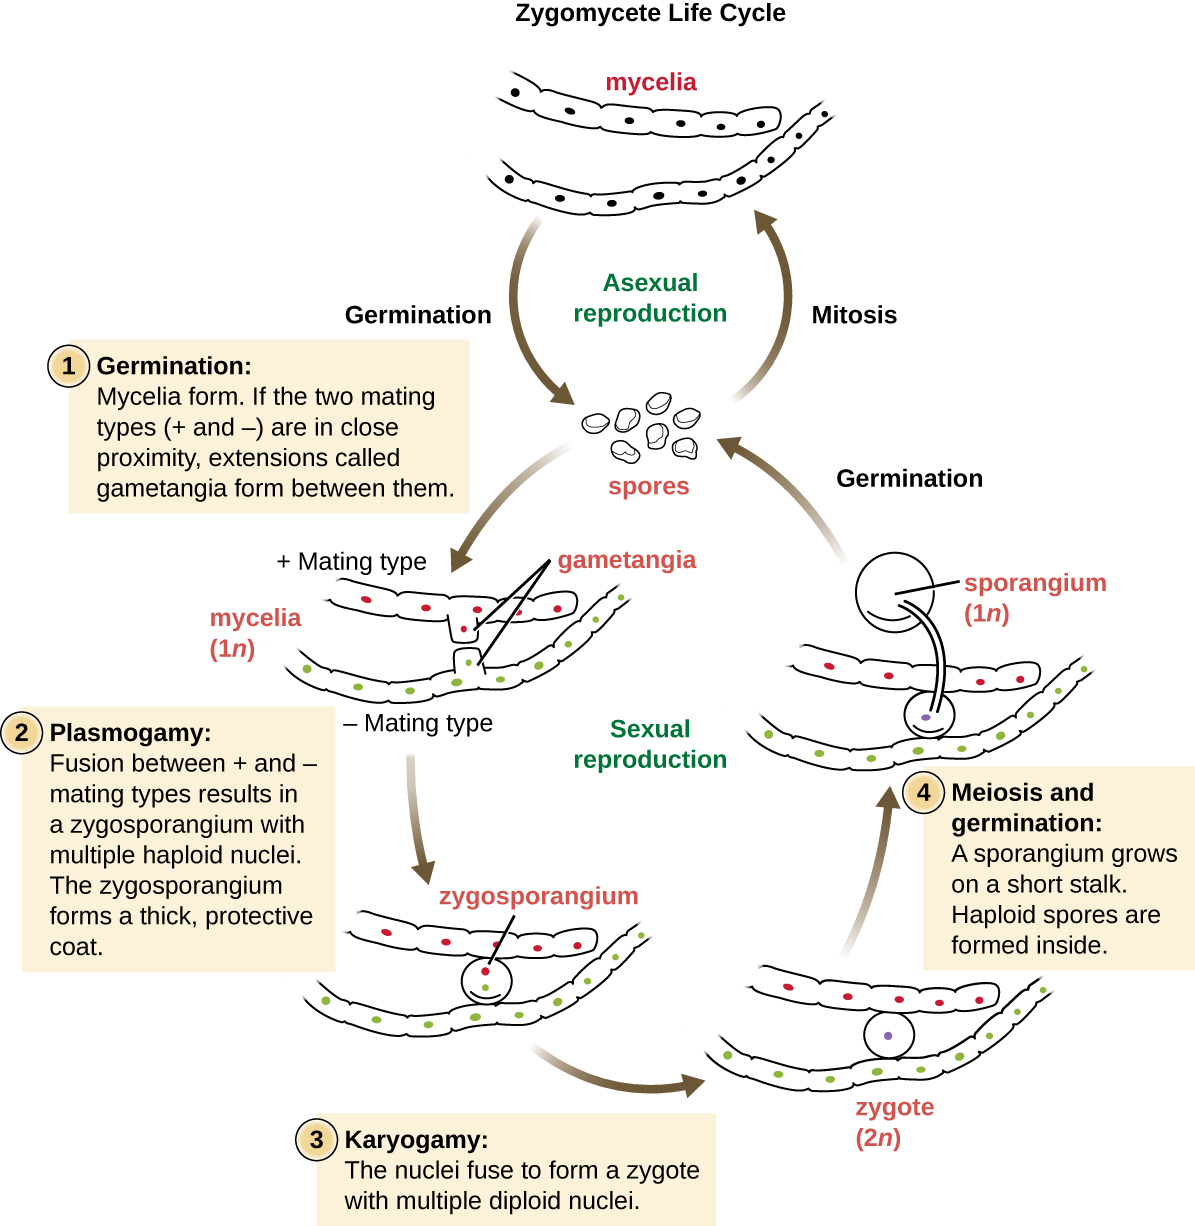 Zygomycete Life Cycle
mycelia
Asexual
reproduction
Germination
Mitosis
1 Germination:
Mycelia form. If the two mating
types (+ and –) are in close
proximity, extensions called
gametangia form between them.
spores
Germination
+ Mating type
gametangia
mycelia
(1n)
sporangium
(1n)
– Mating type
Sexual
reproduction
2 Plasmogamy:
Fusion between + and –
mating types results in
a zygosporangium with
multiple haploid nuclei.
The zygosporangium
forms a thick, protective
coat.
4 Meiosis and
germination:
A sporangium grows
on a short stalk.
Haploid spores are
formed inside.
zygosporangium
zygote
(2n)
3 Karyogamy:
The nuclei fuse to form a zygote
with multiple diploid nuclei.